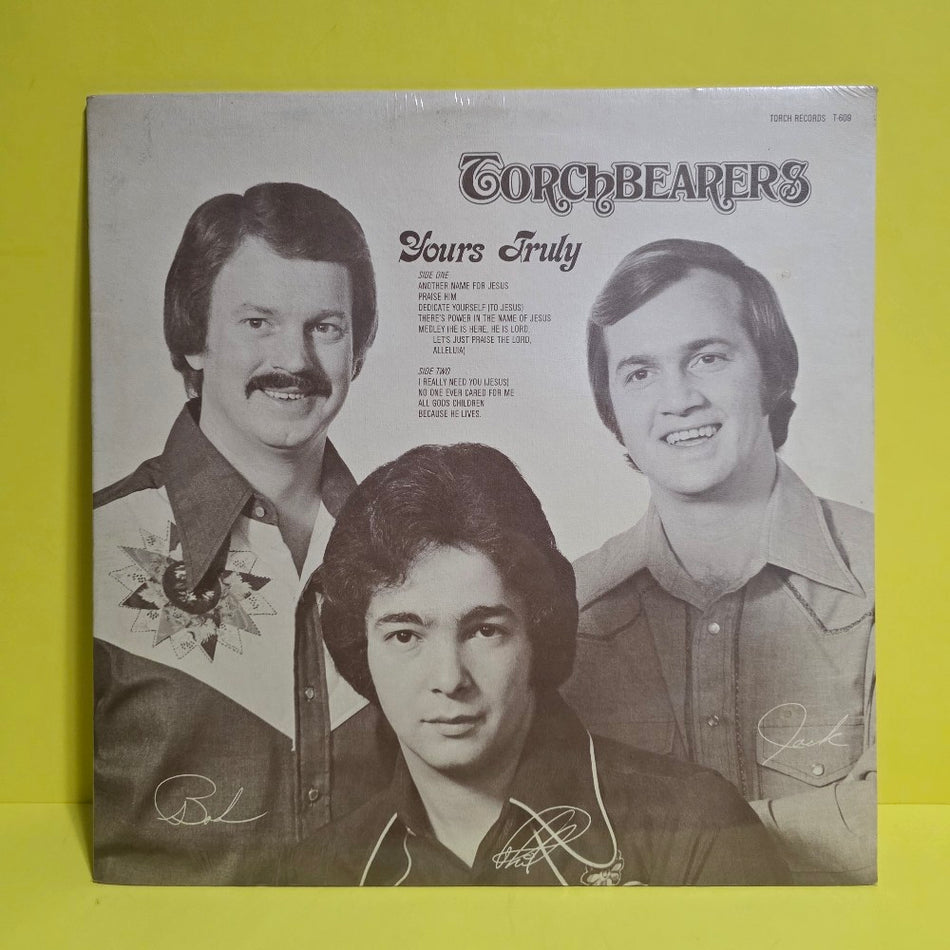 TORCH RECORDS T-609
TORCHBEARERS
Yours Truly
SIDE ONE
ANOTHER NAME FOR JESUS
PRAISE HIM
DEDICATE YOURSELF (TO JESUS)
THERE'S POWER IN THE NAME OF JESUS
MEDLEY (HE IS HERE, HE IS LORD,
LET'S JUST PRAISE THE LORD,
ALLELUIA)
SIDE TWO
I REALLY NEED YOU (JESUS)
NO ONE EVER CARED FOR ME
ALL GODS CHILDREN
BECAUSE HE LIVES.
Jack
Bob
Phil